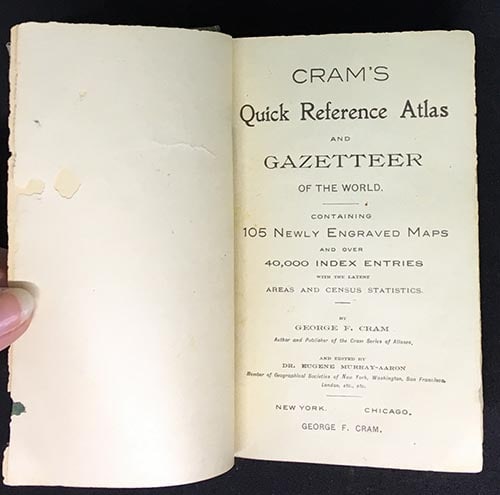 CRAM'S
Quick Reference Atlas
AND
GAZETTEER
OF THE WORLD.
CONTAINING
105 NEWLY ENGRAVED MAPS
AND OVER
40,000 INDEX ENTRIES
WITH THE LATEST
AREAS AND CENSUS STATISTICS.
BY
GEORGE F. CRAM
Author and Publisher of the Cram Series of Atlases,
AND EDITED BY
DR. EUGENE MURRAY-AARON
Member of Geographical Societies of New York, Washington, San Francisco,
London, etc., etc.
NEW YORK. CHICAGO.
GEORGE F. CRAM.